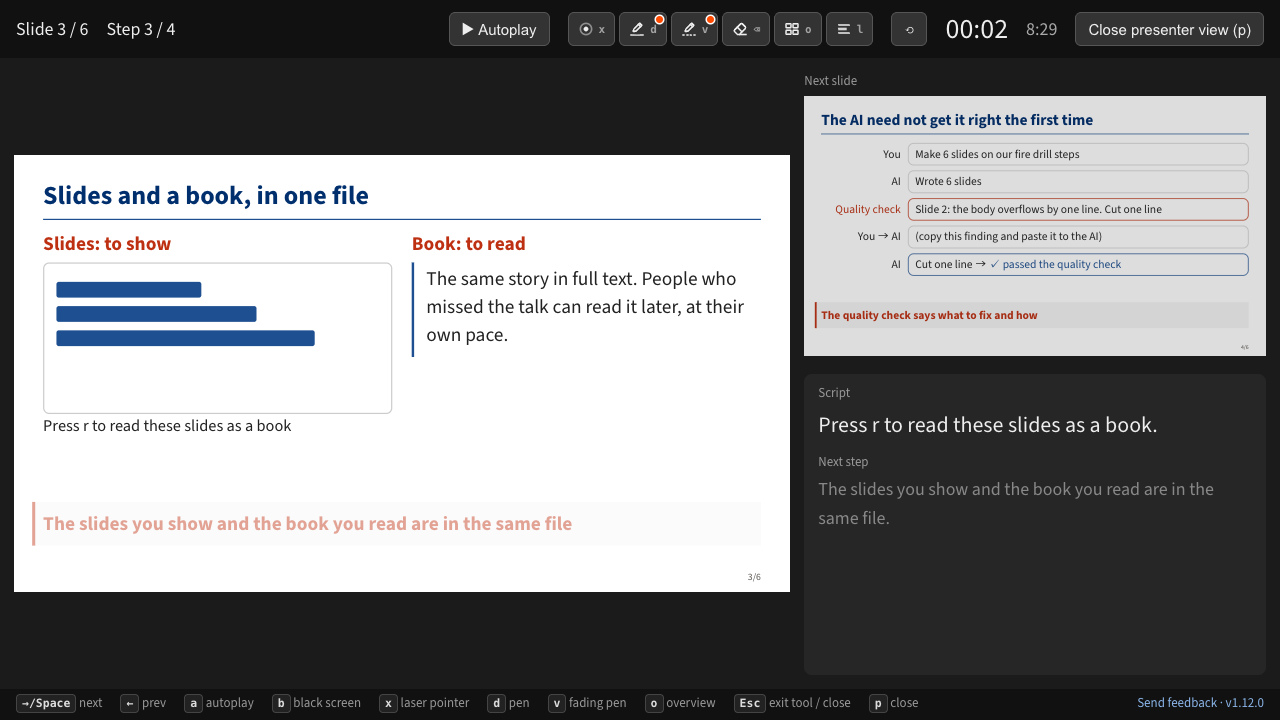 Slide 3 / 6 Step 3 / 4
▶ Autoplay
x
d
v
o
l
00:02
8:29
Close presenter view (p)
Slides and a book, in one file
Slides: to show
Press r to read these slides as a book
Book: to read
The same story in full text. People who
missed the talk can read it later, at their
own pace.
The slides you show and the book you read are in the same file
3/6
Next slide
The AI need not get it right the first time
You Make 6 slides on our fire drill steps
AI Wrote 6 slides
Quality check Slide 2: the body overflows by one line. Cut one line
You → AI (copy this finding and paste it to the AI)
AI Cut one line → ✓ passed the quality check
The quality check says what to fix and how
4/6
Script
Press r to read these slides as a book.
Next step
The slides you show and the book you read are in the
same file.
→/Space next ← prev a autoplay b black screen x laser pointer d pen v fading pen o overview Esc exit tool / close p close
Send feedback · v1.12.0